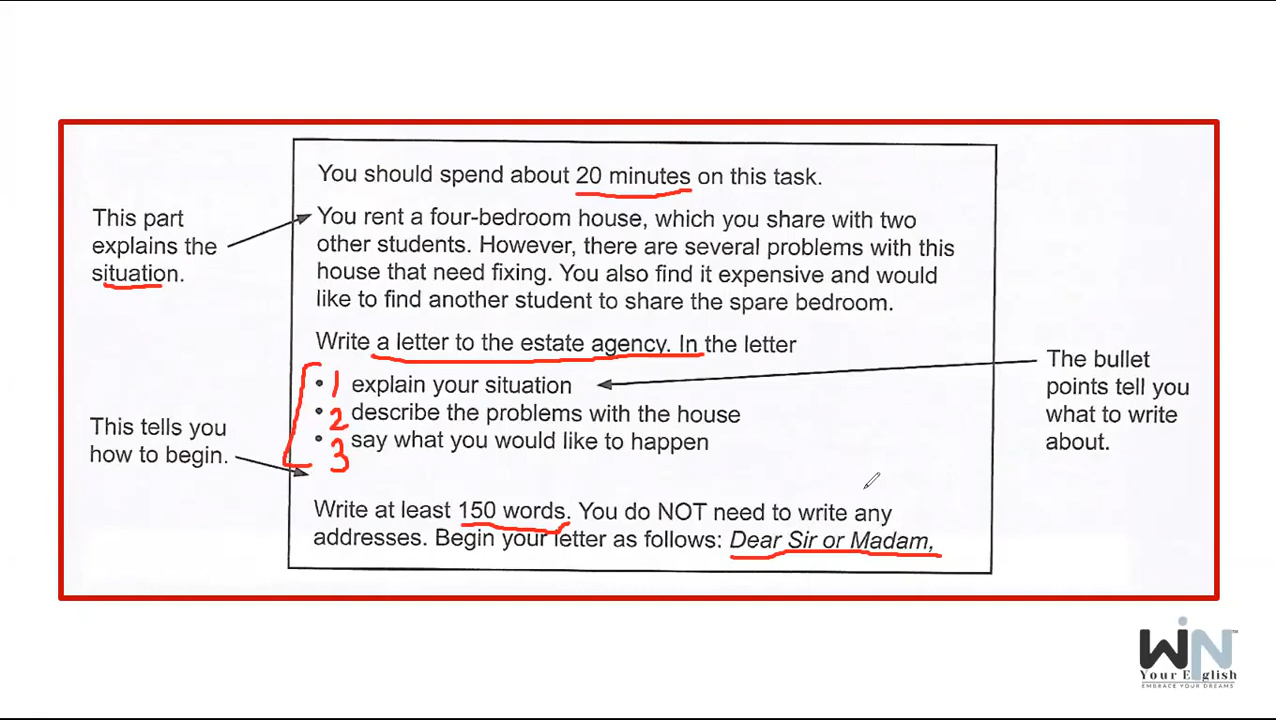 You should spend about 20 minutes on this task.
This part
explains the
situation.
You rent a four-bedroom house, which you share with two
other students. However, there are several problems with this
house that need fixing. You also find it expensive and would
like to find another student to share the spare bedroom.
Write a letter to the estate agency. In the letter
• 1 explain your situation
• 2 describe the problems with the house
• 3 say what you would like to happen
The bullet
points tell you
what to write
about.
This tells you
how to begin.
Write at least 150 words. You do NOT need to write any
addresses. Begin your letter as follows: Dear Sir or Madam,
WiN
Your English
EMBRACE YOUR DREAMS